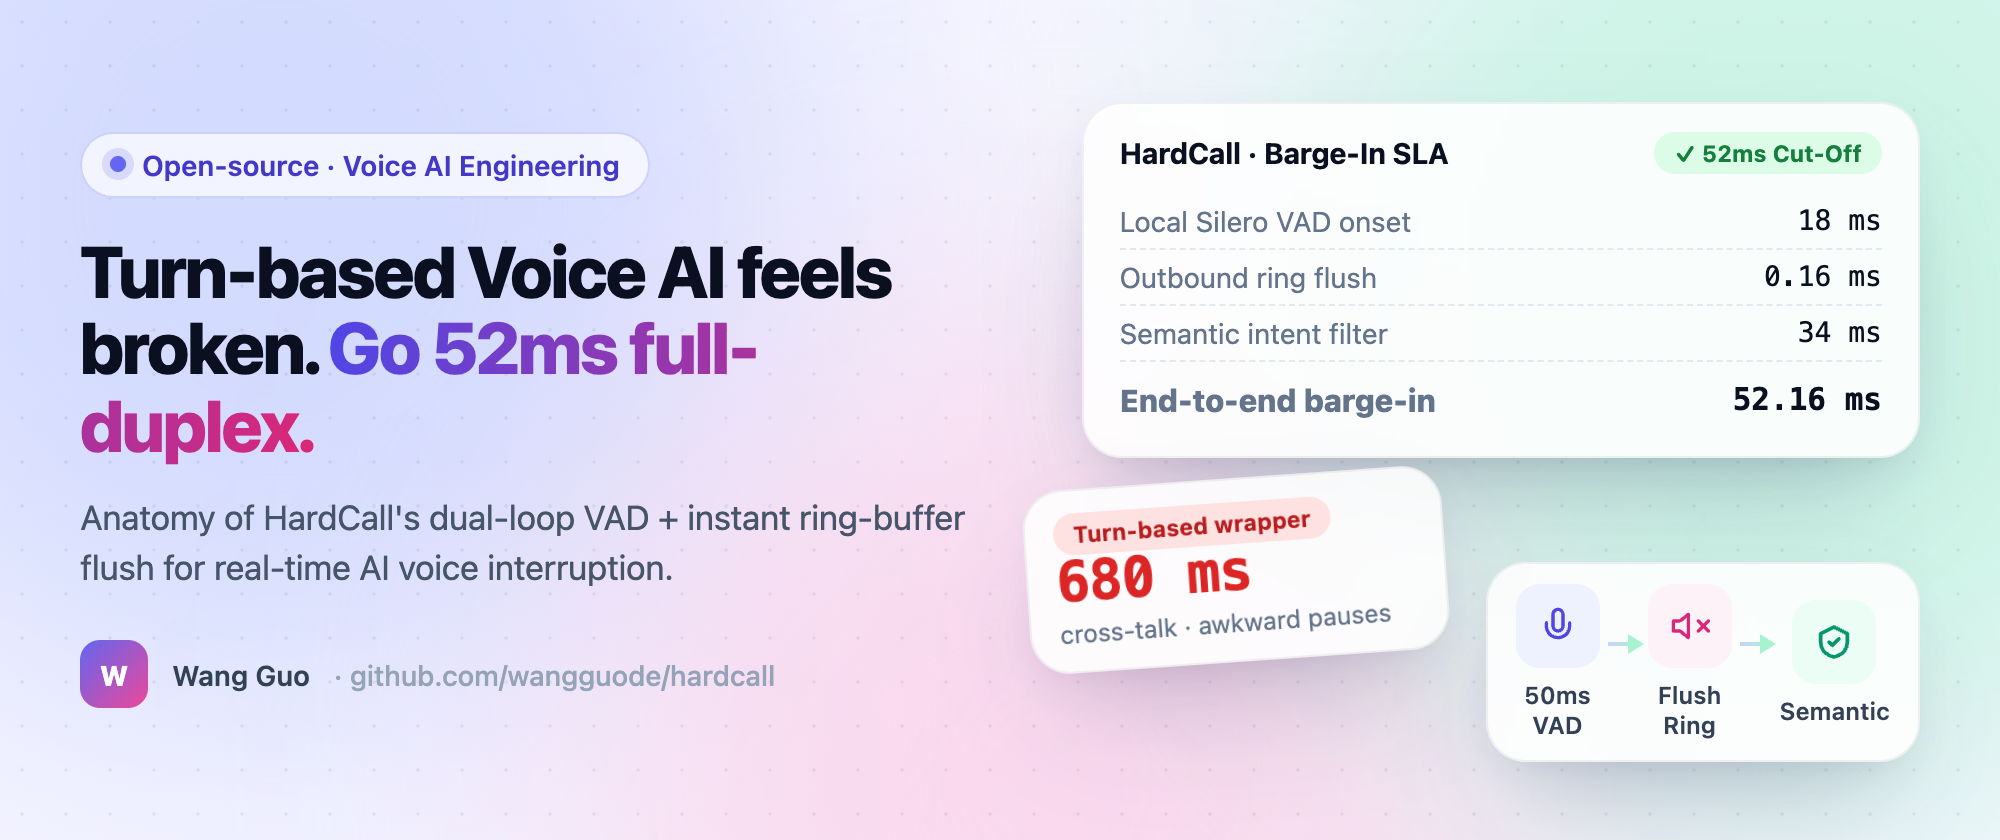 Open-source · Voice AI Engineering
Turn-based Voice AI feels
broken. Go 52ms full-
duplex.
Anatomy of HardCall's dual-loop VAD + instant ring-buffer
flush for real-time AI voice interruption.
W
Wang Guo · github.com/wangguode/hardcall
HardCall · Barge-In SLA
✓ 52ms Cut-Off
Local Silero VAD onset 18 ms
Outbound ring flush 0.16 ms
Semantic intent filter 34 ms
End-to-end barge-in 52.16 ms
Turn-based wrapper
680 ms
cross-talk · awkward pauses
50ms
VAD
Flush
Ring
Semantic